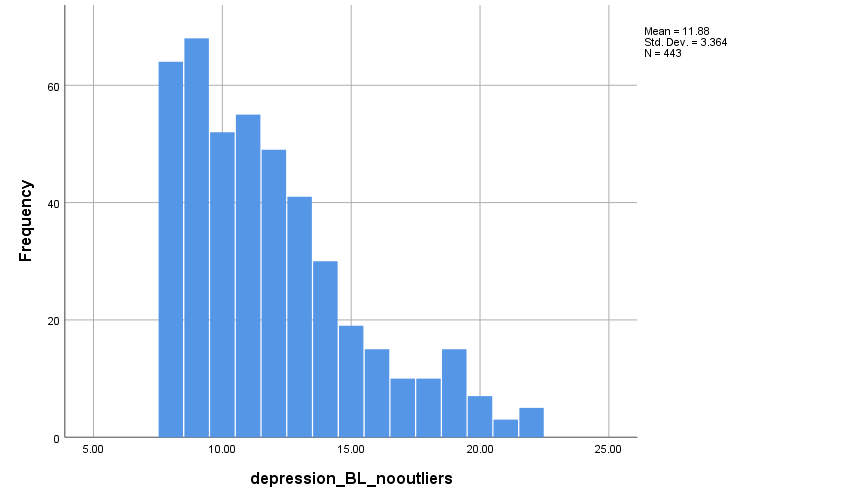 Mean = 11.88
Std. Dev. = 3.364
N = 443
Frequency
60
40
20
0
5.00 10.00 15.00 20.00 25.00
depression_BL_nooutliers